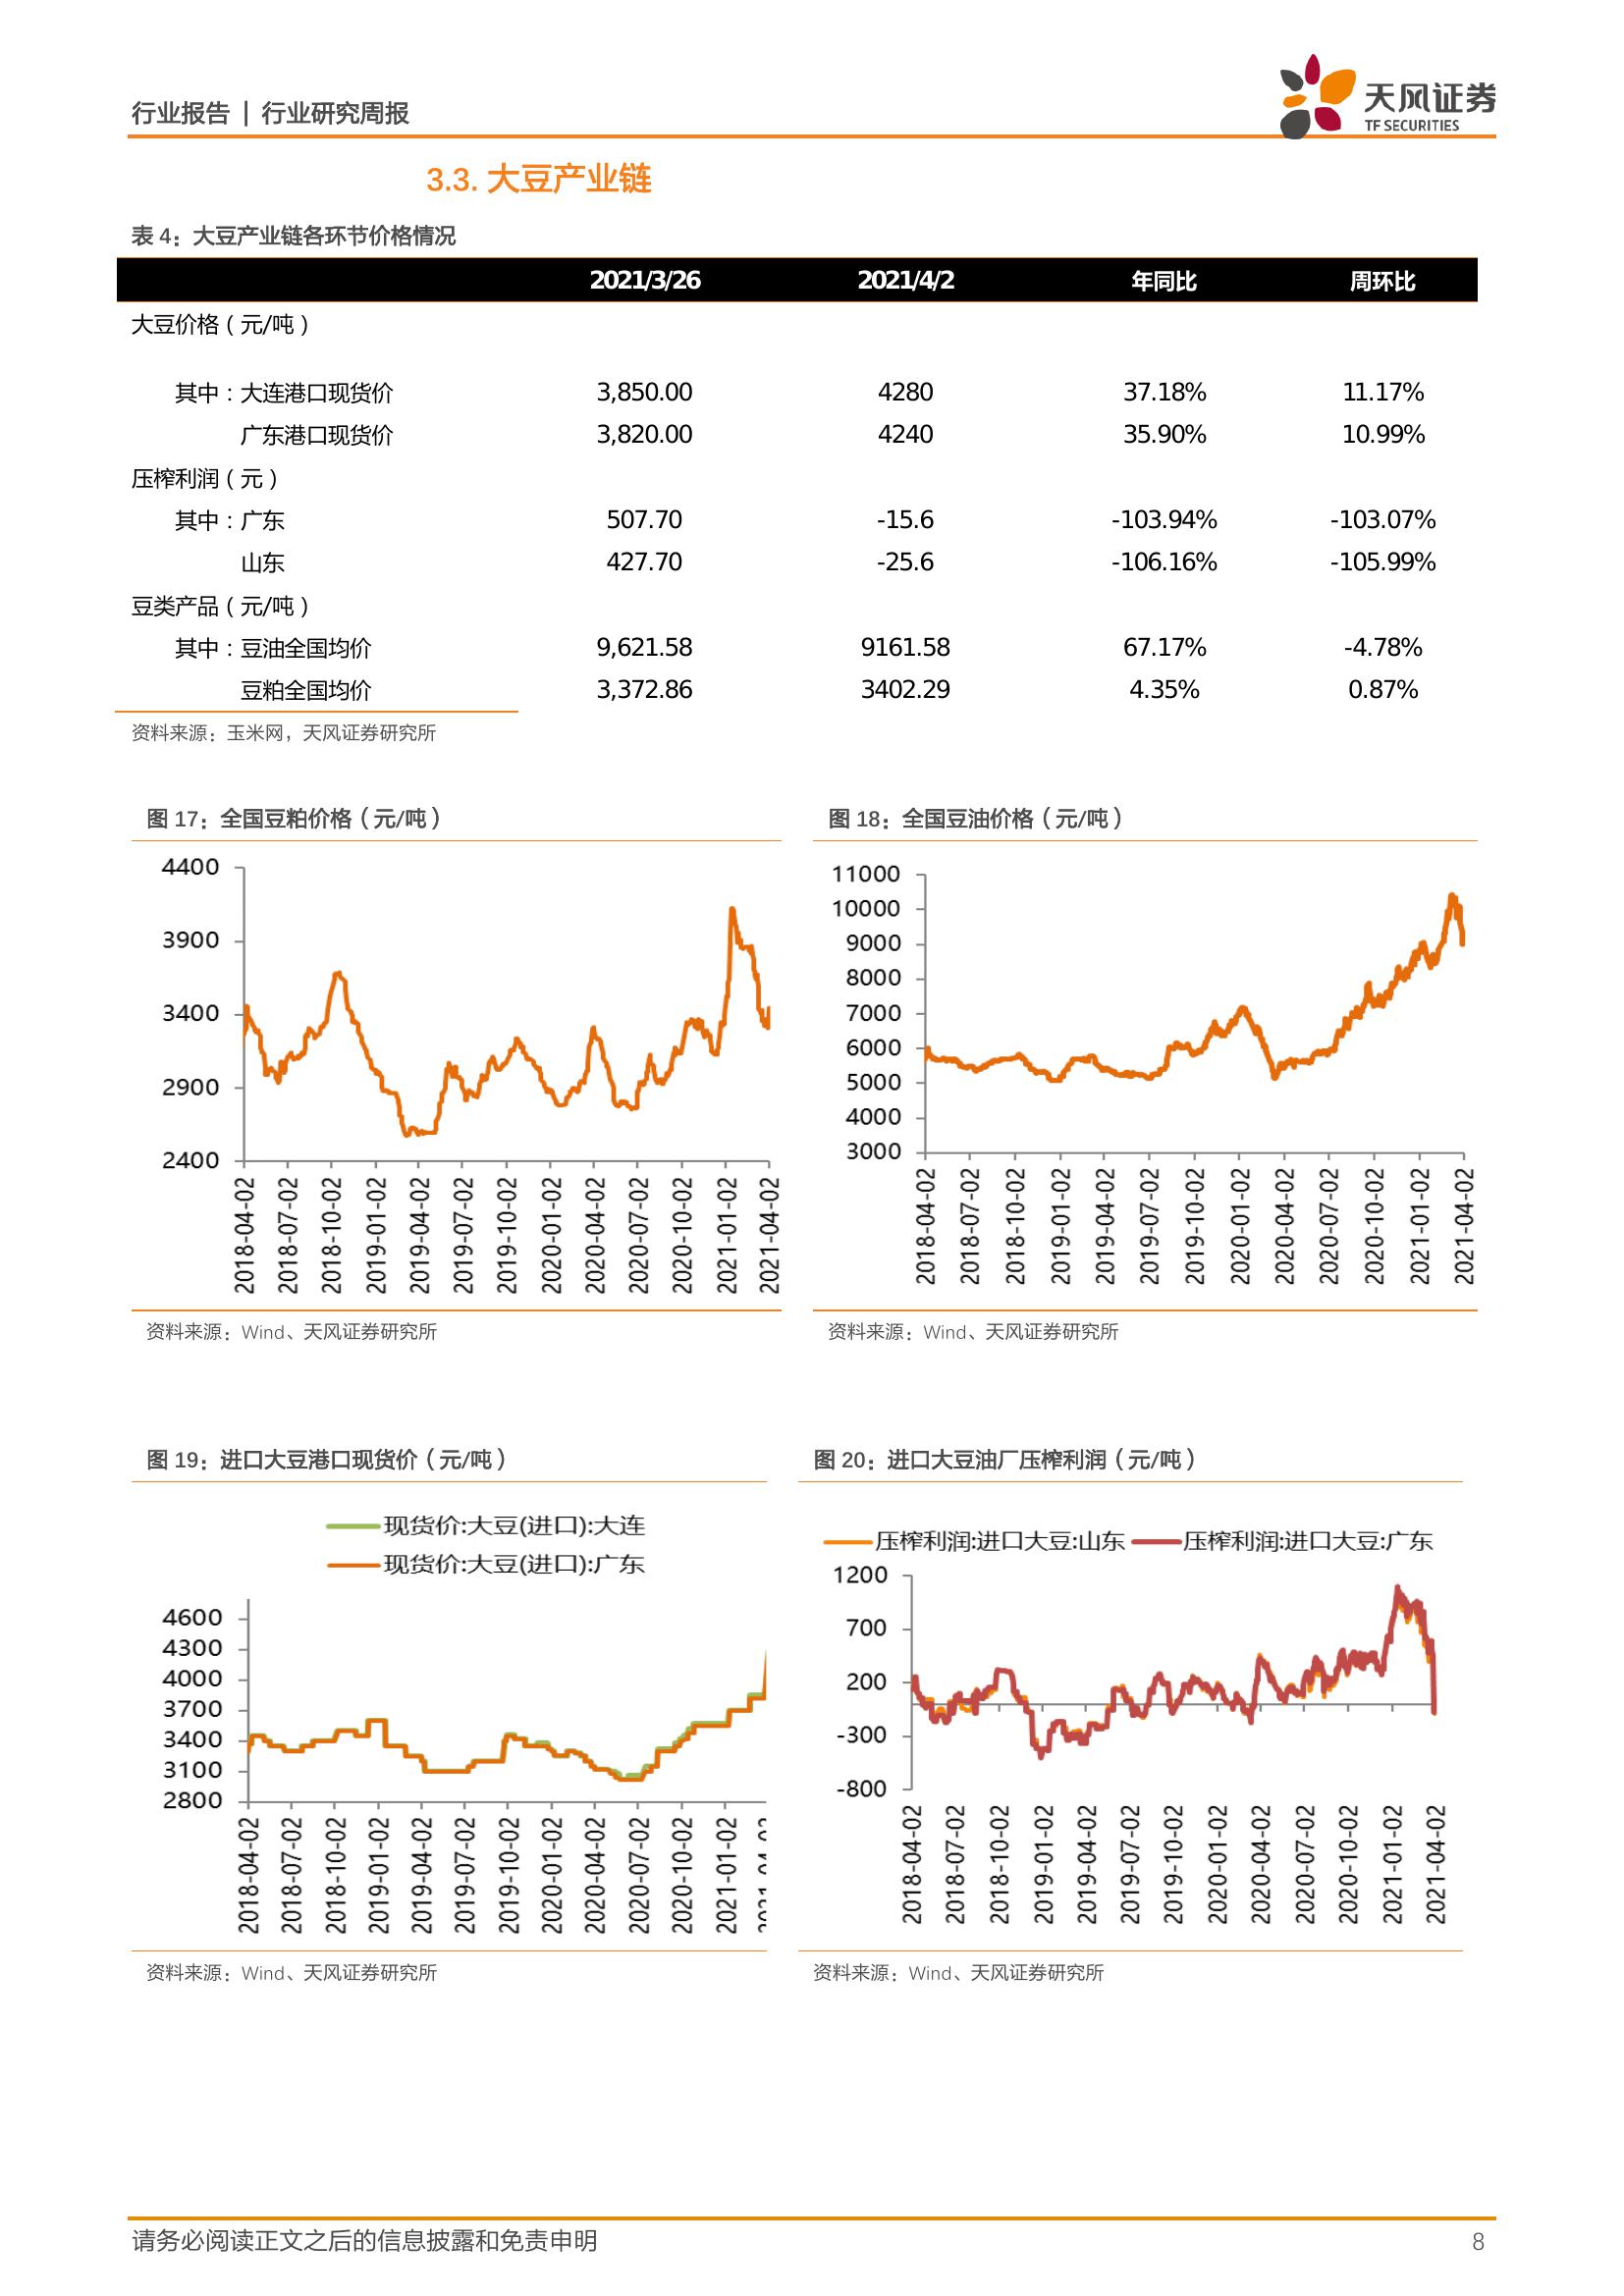 行业报告 | 行业研究周报
天风证券
TF SECURITIES
3.3. 大豆产业链
表 4：大豆产业链各环节价格情况
2021/3/26 2021/4/2 年同比 周环比
大豆价格（元/吨）
其中：大连港口现货价 3,850.00 4280 37.18% 11.17%
广东港口现货价 3,820.00 4240 35.90% 10.99%
压榨利润（元）
其中：广东 507.70 -15.6 -103.94% -103.07%
山东 427.70 -25.6 -106.16% -105.99%
豆类产品（元/吨）
其中：豆油全国均价 9,621.58 9161.58 67.17% -4.78%
豆粕全国均价 3,372.86 3402.29 4.35% 0.87%
资料来源：玉米网，天风证券研究所
图 17：全国豆粕价格（元/吨）
4400
3900
3400
2900
2400
2018-04-02
2018-07-02
2018-10-02
2019-01-02
2019-04-02
2019-07-02
2019-10-02
2020-01-02
2020-04-02
2020-07-02
2020-10-02
2021-01-02
2021-04-02
资料来源：Wind、天风证券研究所
图 18：全国豆油价格（元/吨）
11000
10000
9000
8000
7000
6000
5000
4000
3000
2018-04-02
2018-07-02
2018-10-02
2019-01-02
2019-04-02
2019-07-02
2019-10-02
2020-01-02
2020-04-02
2020-07-02
2020-10-02
2021-01-02
2021-04-02
资料来源：Wind、天风证券研究所
图 19：进口大豆港口现货价（元/吨）
现货价:大豆(进口):大连
现货价:大豆(进口):广东
4600
4300
4000
3700
3400
3100
2800
2018-04-02
2018-07-02
2018-10-02
2019-01-02
2019-04-02
2019-07-02
2019-10-02
2020-01-02
2020-04-02
2020-07-02
2020-10-02
2021-01-02
资料来源：Wind、天风证券研究所
图 20：进口大豆油厂压榨利润（元/吨）
压榨利润:进口大豆:山东 压榨利润:进口大豆:广东
1200
700
200
-300
-800
2018-04-02
2018-07-02
2018-10-02
2019-01-02
2019-04-02
2019-07-02
2019-10-02
2020-01-02
2020-04-02
2020-07-02
2020-10-02
2021-01-02
2021-04-02
资料来源：Wind、天风证券研究所
请务必阅读正文之后的信息披露和免责申明 8